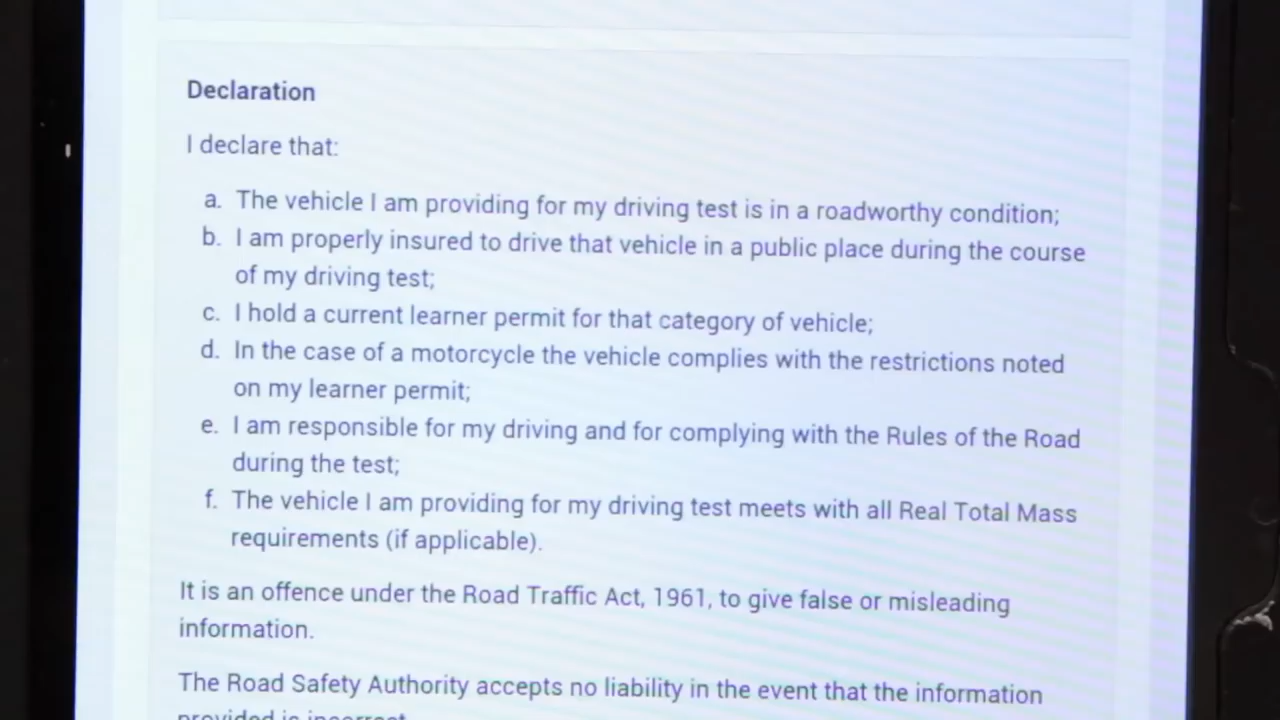 Declaration
I declare that:
a. The vehicle I am providing for my driving test is in a roadworthy condition;
b. I am properly insured to drive that vehicle in a public place during the course
of my driving test;
c. I hold a current learner permit for that category of vehicle;
d. In the case of a motorcycle the vehicle complies with the restrictions noted
on my learner permit;
e. I am responsible for my driving and for complying with the Rules of the Road
during the test;
f. The vehicle I am providing for my driving test meets with all Real Total Mass
requirements (if applicable).
It is an offence under the Road Traffic Act, 1961, to give false or misleading
information.
The Road Safety Authority accepts no liability in the event that the information
provided is incorrect